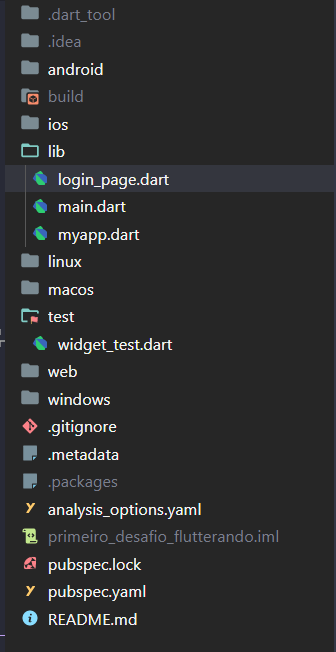 .dart_tool
.idea
android
build
ios
lib
login_page.dart
main.dart
myapp.dart
linux
macos
test
widget_test.dart
web
windows
.gitignore
.metadata
.packages
analysis_options.yaml
primeiro_desafio_flutterando.iml
pubspec.lock
pubspec.yaml
README.md